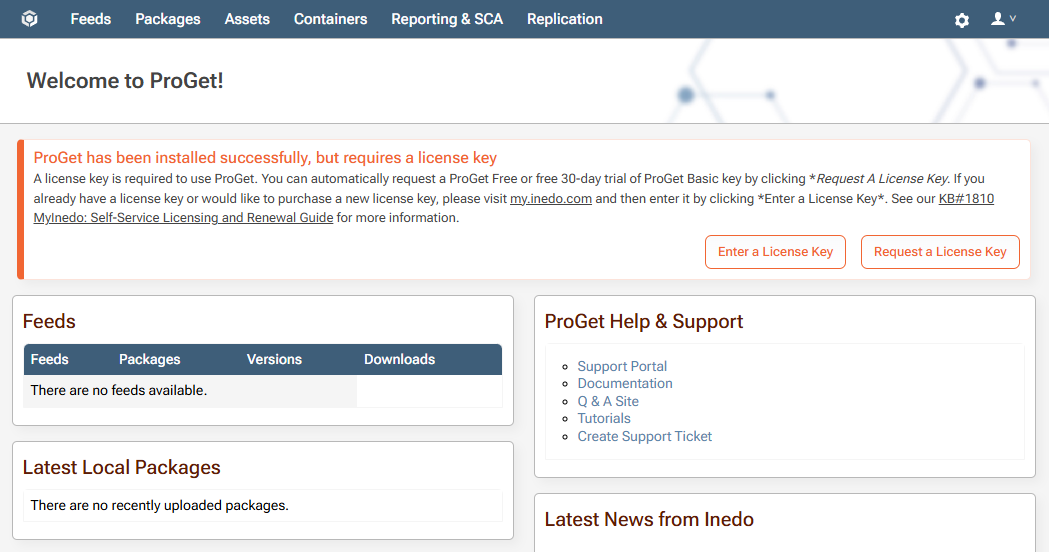 Feeds Packages Assets Containers Reporting & SCA Replication
Welcome to ProGet!
ProGet has been installed successfully, but requires a license key
A license key is required to use ProGet. You can automatically request a ProGet Free or free 30-day trial of ProGet Basic key by clicking *Request A License Key. If you
already have a license key or would like to purchase a new license key, please visit my.inedo.com and then enter it by clicking *Enter a License Key*. See our KB#1810
MyInedo: Self-Service Licensing and Renewal Guide for more information.
Enter a License Key Request a License Key
Feeds
Feeds Packages Versions Downloads
There are no feeds available.
Latest Local Packages
There are no recently uploaded packages.
ProGet Help & Support
Support Portal
Documentation
Q & A Site
Tutorials
Create Support Ticket
Latest News from Inedo